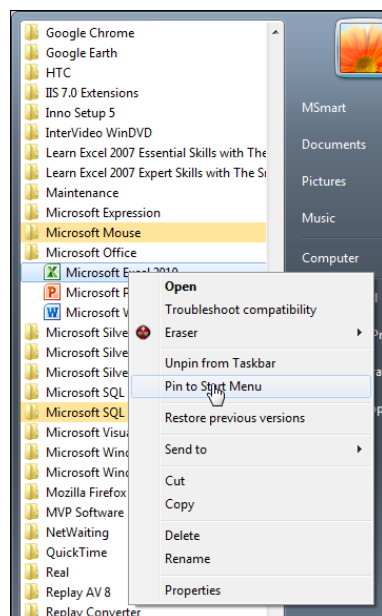 Google Chrome
Google Earth
HTC
IIS 7.0 Extensions
Inno Setup 5
InterVideo WinDVD
Learn Excel 2007 Essential Skills with The
Learn Excel 2007 Expert Skills with The
Maintenance
Microsoft Expression
Microsoft Mouse
Microsoft Office
Microsoft Excel 2010
Microsoft P
Microsoft W
Microsoft Silve
Microsoft Silve
Microsoft Silve
Microsoft SQL
Microsoft SQL
Microsoft Visu
Microsoft Wind
Microsoft Wind
Mozilla Firefox
MVP Software
NetWaiting
QuickTime
Real
Replay AV 8
Replay Converter
Open
Troubleshoot compatibility
Eraser
Unpin from Taskbar
Pin to Start Menu
Restore previous versions
Send to
Cut
Copy
Delete
Rename
Properties
MSmart
Documents
Pictures
Music
Computer